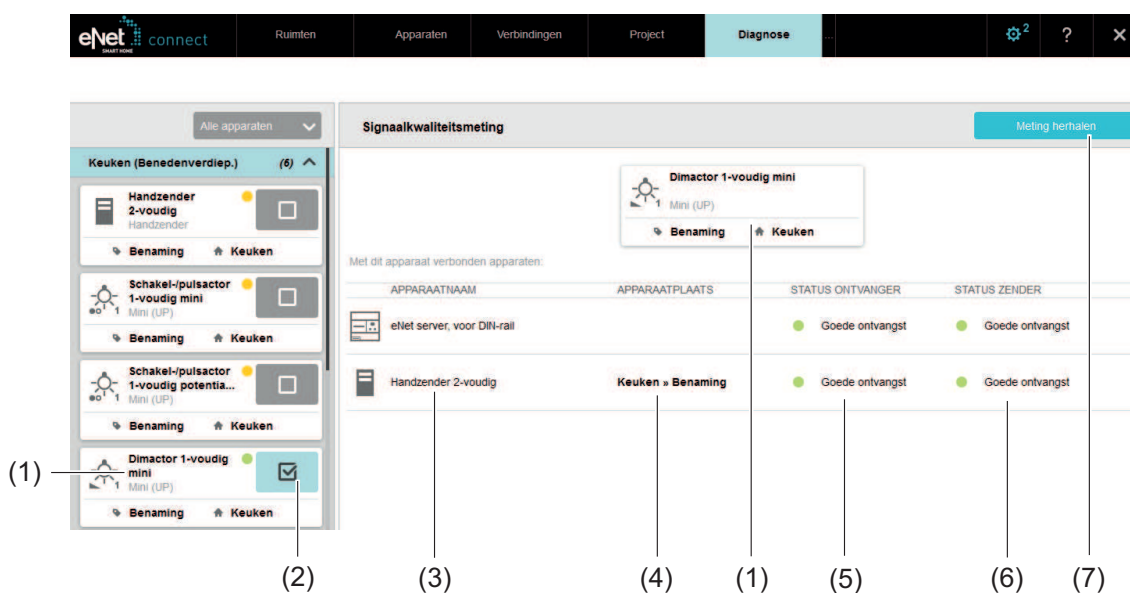 eNet connect
SMART HOME
Ruimten
Apparaten
Verbindingen
Project
Diagnose
...
2
?
Alle apparaten
Keuken (Benedenverdiep.) (6)
Handzender
2-voudig
Handzender
Benaming Keuken
Schakel-/pulsactor
1-voudig mini
1 Mini (UP)
Benaming Keuken
Schakel-/pulsactor
1-voudig potentia...
1 Mini (UP)
Benaming Keuken
Dimactor 1-voudig
mini
1 Mini (UP)
Benaming Keuken
Signaalkwaliteitsmeting
Meting herhalen
Dimactor 1-voudig mini
1 Mini (UP)
Benaming Keuken
Met dit apparaat verbonden apparaten:
APPARAATNAAM APPARAATPLAATS STATUS ONTVANGER STATUS ZENDER
eNet server, voor DIN-rail Goede ontvangst Goede ontvangst
Handzender 2-voudig Keuken » Benaming Goede ontvangst Goede ontvangst
(1)
(2) (3) (4) (1) (5) (6) (7)